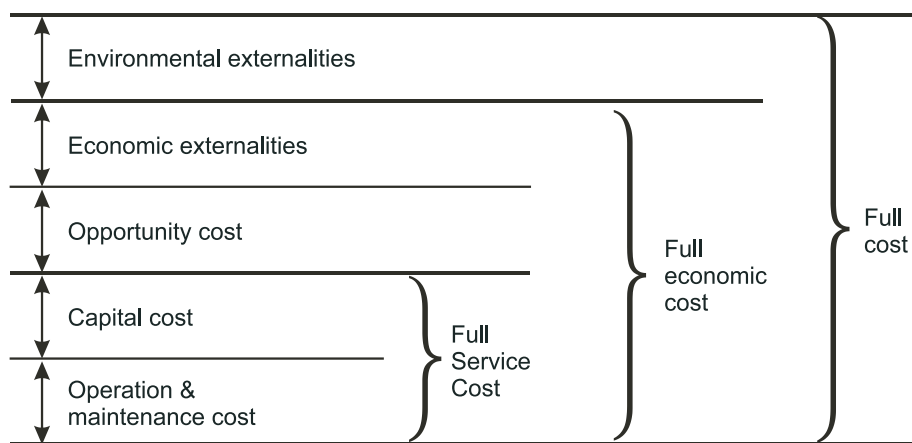 Environmental externalities
Economic externalities
Opportunity cost
Capital cost
Operation &
maintenance cost
Full
Service
Cost
Full
economic
cost
Full
cost